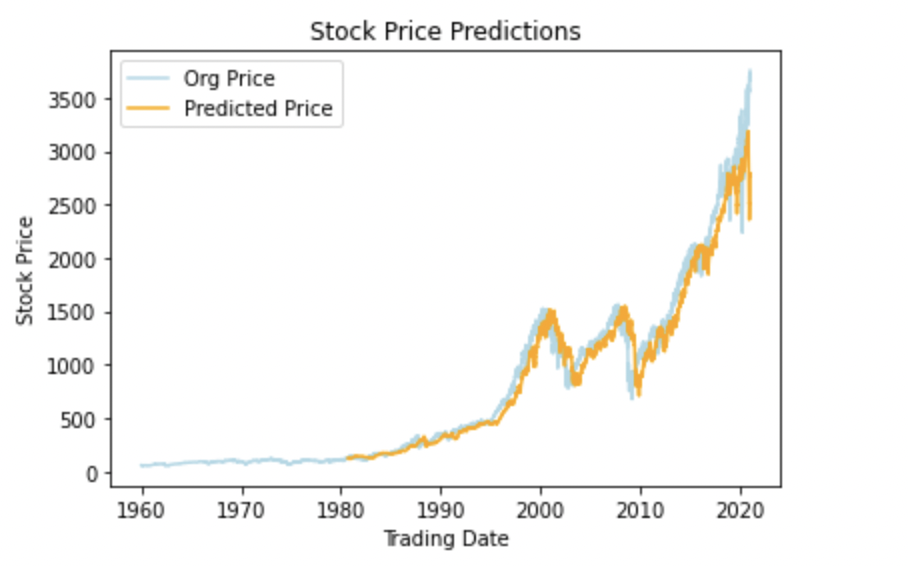 Stock Price Predictions
Org Price
Predicted Price
3500
3000
2500
2000
1500
1000
500
0
Stock Price
1960 1970 1980 1990 2000 2010 2020
Trading Date